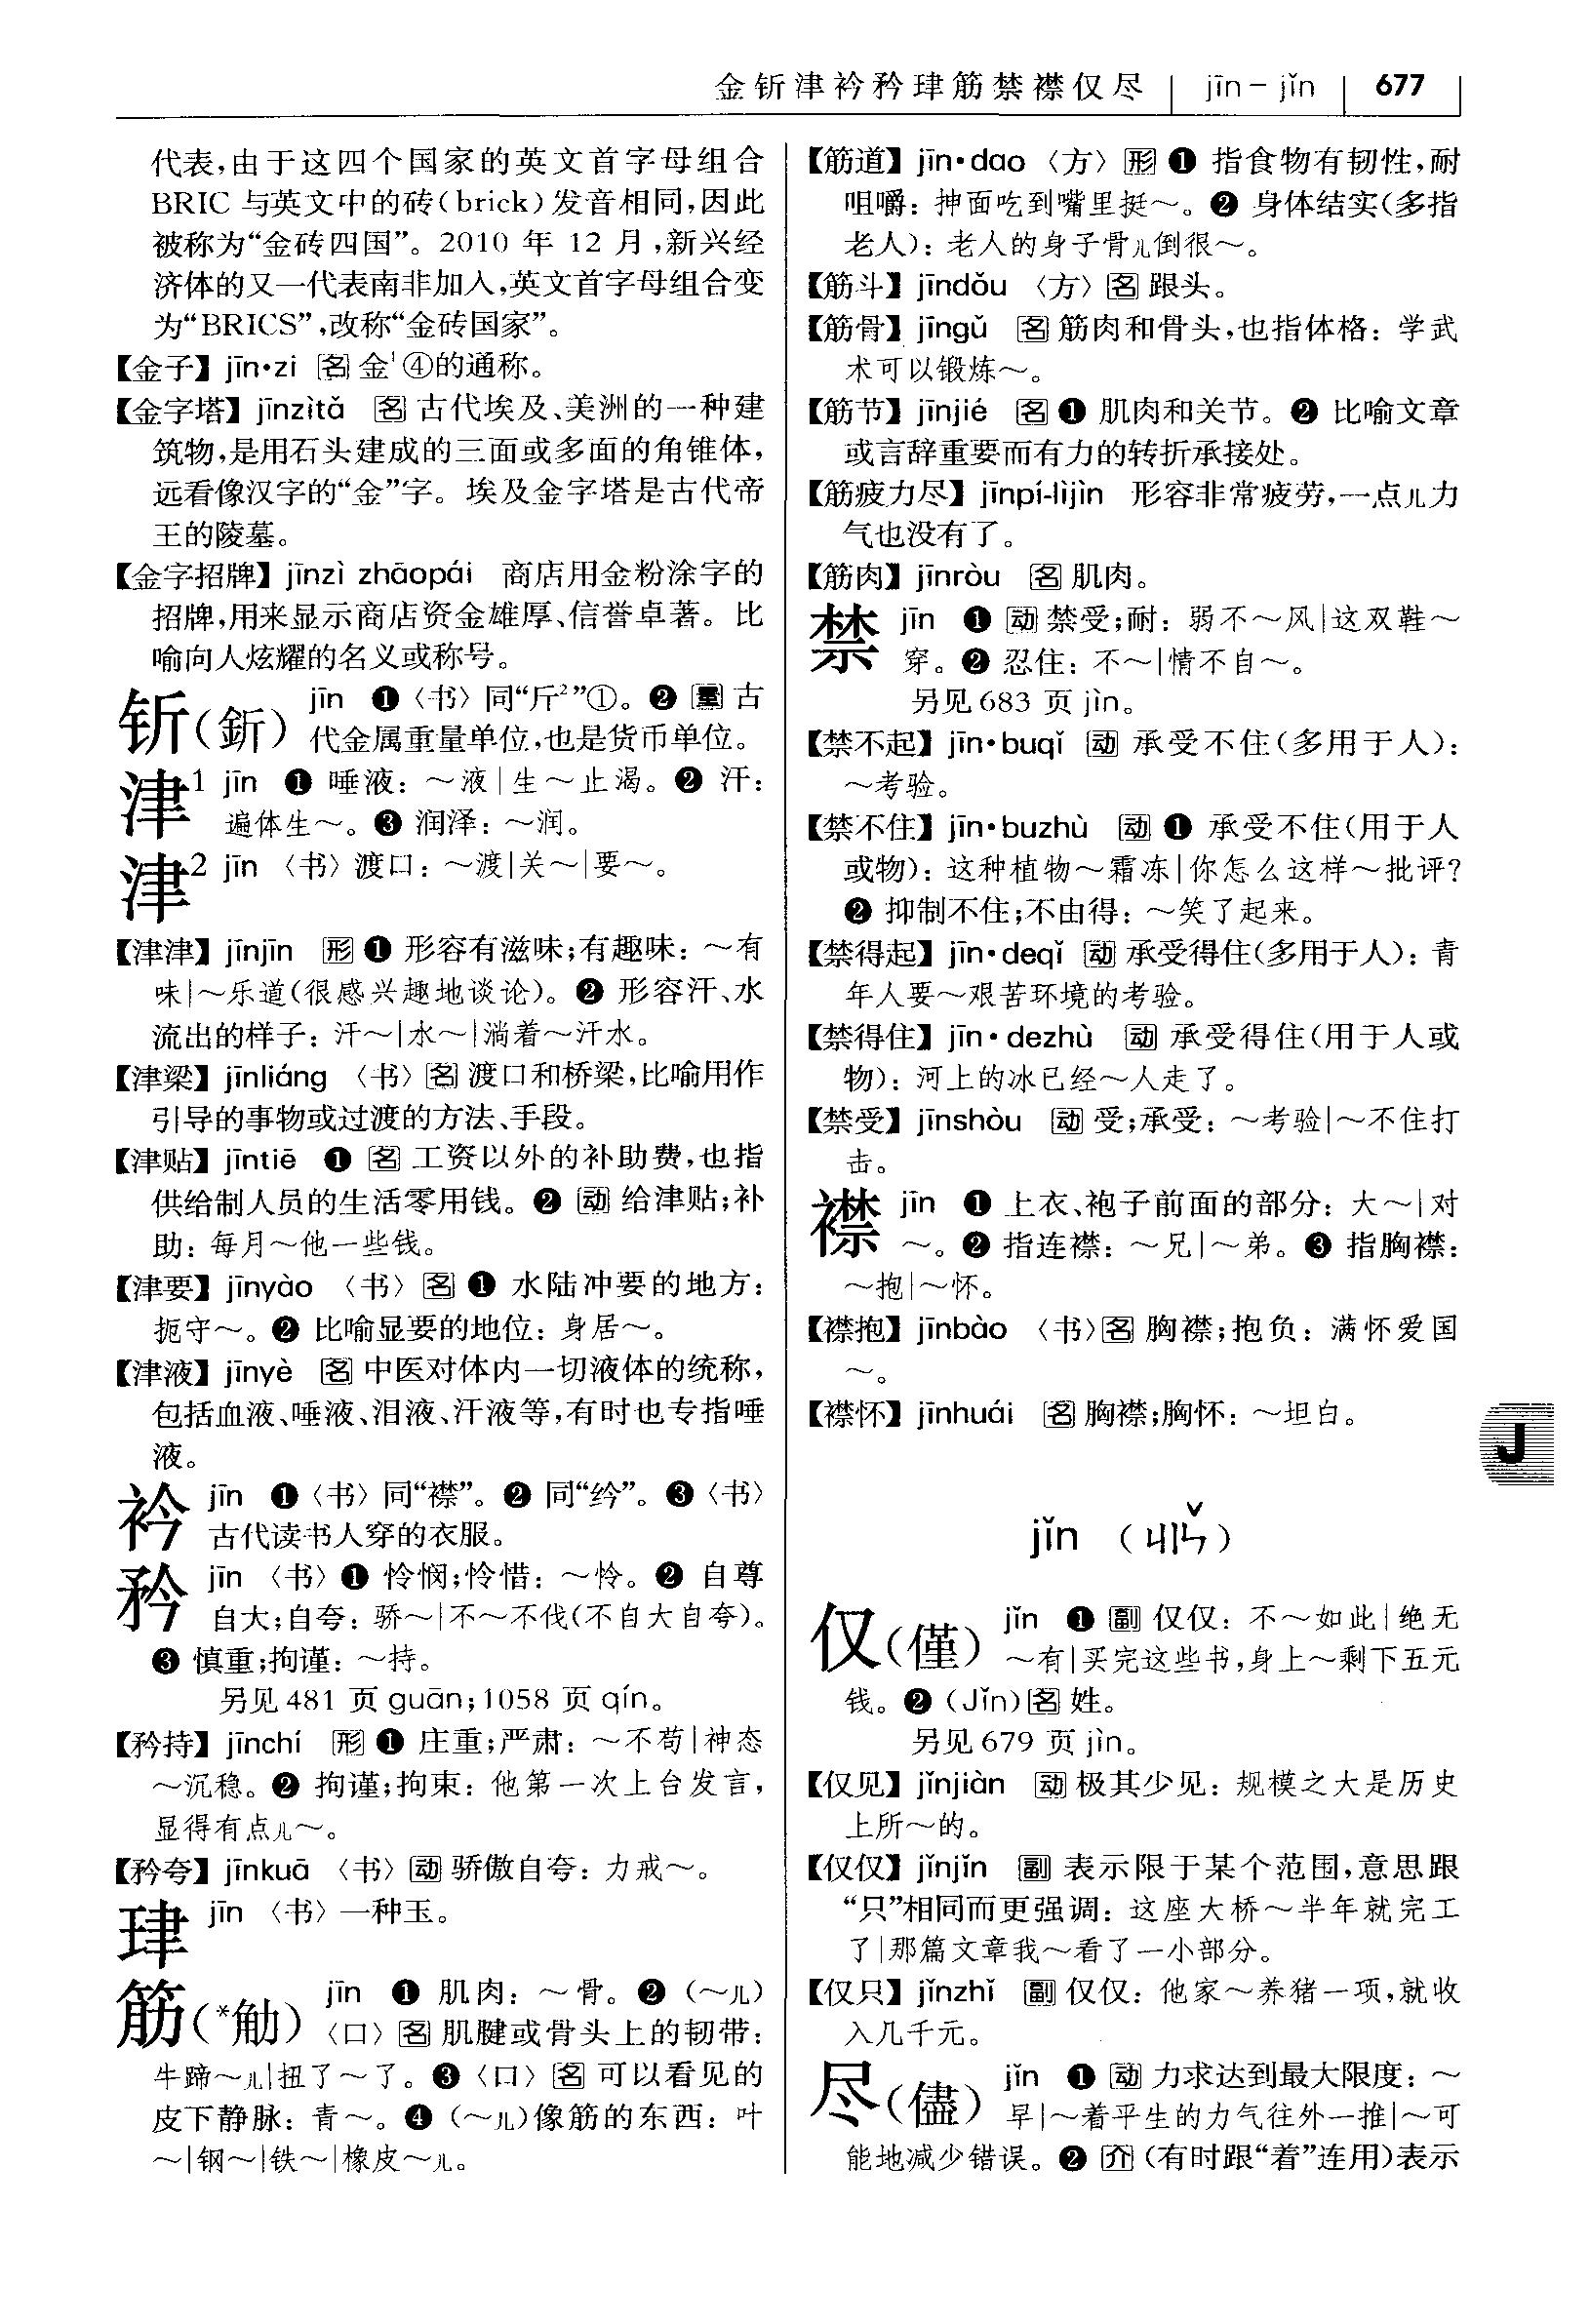 金䜣津衿矜珒筋禁襟仅尽 | jīn－jǐn | 677
代表,由于这四个国家的英文首字母组合
BRIC 与英文中的砖(brick)发音相同,因此
被称为“金砖四国”。2010 年 12 月,新兴经
济体的又一代表南非加入,英文首字母组合变
为“BRICS”,改称“金砖国家”。
【金子】jīn•zi 名 金¹④的通称。
【金字塔】jīnzìtǎ 名 古代埃及、美洲的一种建
筑物,是用石头建成的三面或多面的角锥体,
远看像汉字的“金”字。埃及金字塔是古代帝
王的陵墓。
【金字招牌】jīnzì zhāopái 商店用金粉涂字的
招牌,用来显示商店资金雄厚、信誉卓著。比
喻向人炫耀的名义或称号。
䜣(釿) jīn ❶〈书〉同“斤²”①。❷ 量 古
代金属重量单位,也是货币单位。
津¹ jīn ❶ 唾液：～液|生～止渴。❷ 汗：
遍体生～。❸ 润泽：～润。
津² jīn〈书〉渡口：～渡|关～|要～。
【津津】jīnjīn 形 ❶ 形容有滋味;有趣味：～有
味|～乐道(很感兴趣地谈论)。❷ 形容汗、水
流出的样子：汗～|水～|淌着～汗水。
【津梁】jīnliáng〈书〉名 渡口和桥梁,比喻用作
引导的事物或过渡的方法、手段。
【津贴】jīntiē ❶ 名 工资以外的补助费,也指
供给制人员的生活零用钱。❷ 动 给津贴;补
助：每月～他一些钱。
【津要】jīnyào〈书〉名 ❶ 水陆冲要的地方：
扼守～。❷ 比喻显要的地位：身居～。
【津液】jīnyè 名 中医对体内一切液体的统称,
包括血液、唾液、泪液、汗液等,有时也专指唾
液。
衿 jīn ❶〈书〉同“襟”。❷ 同“紟”。❸〈书〉
古代读书人穿的衣服。
矜 jīn〈书〉❶ 怜悯;怜惜：～怜。❷ 自尊
自大;自夸：骄～|不～不伐(不自大自夸)。
❸ 慎重;拘谨：～持。
另见 481 页 guān;1058 页 qín。
【矜持】jīnchí 形 ❶ 庄重;严肃：～不苟|神态
～沉稳。❷ 拘谨;拘束：他第一次上台发言,
显得有点儿～。
【矜夸】jīnkuā〈书〉动 骄傲自夸：力戒～。
珒 jīn〈书〉一种玉。
筋(*觔) jīn ❶ 肌肉：～骨。❷ (～儿)
〈口〉名 肌腱或骨头上的韧带：
牛蹄～儿|扭了～了。❸〈口〉名 可以看见的
皮下静脉：青～。❹ (～儿)像筋的东西：叶
～|钢～|铁～|橡皮～儿。
【筋道】jīn•dao〈方〉形 ❶ 指食物有韧性,耐
咀嚼：抻面吃到嘴里挺～。❷ 身体结实(多指
老人)：老人的身子骨儿倒很～。
【筋斗】jīndǒu〈方〉名 跟头。
【筋骨】jīngǔ 名 筋肉和骨头,也指体格：学武
术可以锻炼～。
【筋节】jīnjié 名 ❶ 肌肉和关节。❷ 比喻文章
或言辞重要而有力的转折承接处。
【筋疲力尽】jīnpí-lìjìn 形容非常疲劳,一点儿力
气也没有了。
【筋肉】jīnròu 名 肌肉。
禁 jīn ❶ 动 禁受;耐：弱不～风|这双鞋～
穿。❷ 忍住：不～|情不自～。
另见 683 页 jìn。
【禁不起】jīn•buqǐ 动 承受不住(多用于人)：
～考验。
【禁不住】jīn•buzhù 动 ❶ 承受不住(用于人
或物)：这种植物～霜冻|你怎么这样～批评?
❷ 抑制不住;不由得：～笑了起来。
【禁得起】jīn•deqǐ 动 承受得住(多用于人)：青
年人要～艰苦环境的考验。
【禁得住】jīn•dezhù 动 承受得住(用于人或
物)：河上的冰已经～人走了。
【禁受】jīnshòu 动 受;承受：～考验|～不住打
击。
襟 jīn ❶ 上衣、袍子前面的部分：大～|对
～。❷ 指连襟：～兄|～弟。❸ 指胸襟：
～抱|～怀。
【襟抱】jīnbào〈书〉名 胸襟;抱负：满怀爱国
～。
【襟怀】jīnhuái 名 胸襟;胸怀：～坦白。
J
jǐn (ㄐㄧㄣˇ)
仅(僅) jǐn ❶ 副 仅仅：不～如此|绝无
～有|买完这些书,身上～剩下五元
钱。❷ (Jǐn)名 姓。
另见 679 页 jìn。
【仅见】jǐnjiàn 动 极其少见：规模之大是历史
上所～的。
【仅仅】jǐnjǐn 副 表示限于某个范围,意思跟
“只”相同而更强调：这座大桥～半年就完工
了|那篇文章我～看了一小部分。
【仅只】jǐnzhǐ 副 仅仅：他家～养猪一项,就收
入几千元。
尽(儘) jǐn ❶ 动 力求达到最大限度：～
早|～着平生的力气往外一推|～可
能地减少错误。❷ 介 (有时跟“着”连用)表示